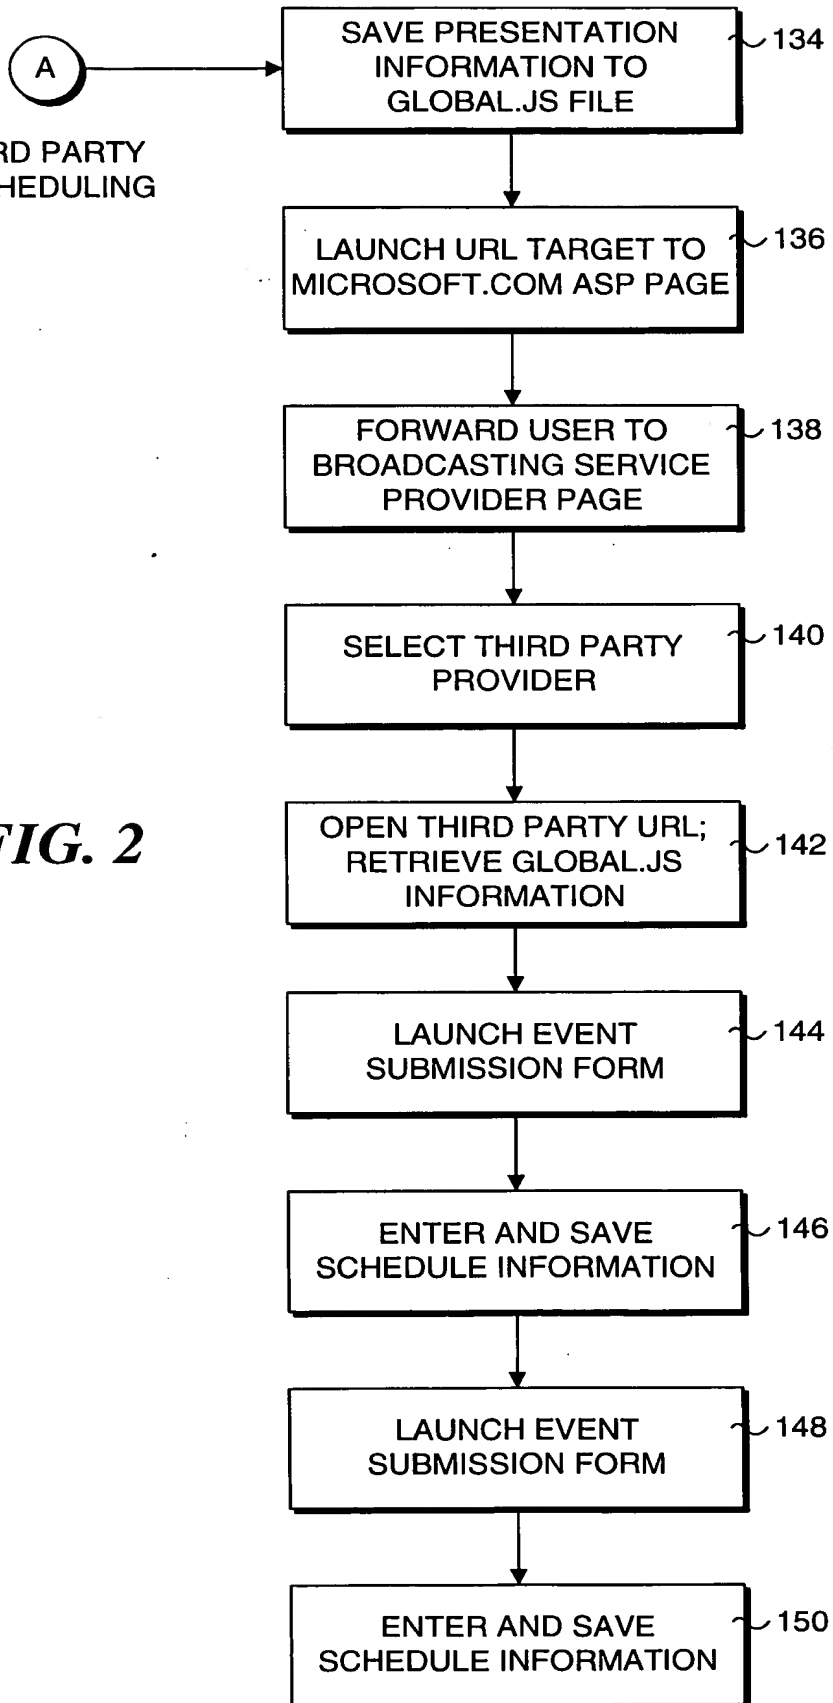 A
SAVE PRESENTATION
INFORMATION TO
GLOBAL.JS FILE
134
RD PARTY
HEDULING
LAUNCH URL TARGET TO
MICROSOFT.COM ASP PAGE
136
FORWARD USER TO
BROADCASTING SERVICE
PROVIDER PAGE
138
SELECT THIRD PARTY
PROVIDER
140
FIG. 2
OPEN THIRD PARTY URL;
RETRIEVE GLOBAL.JS
INFORMATION
142
LAUNCH EVENT
SUBMISSION FORM
144
ENTER AND SAVE
SCHEDULE INFORMATION
146
LAUNCH EVENT
SUBMISSION FORM
148
ENTER AND SAVE
SCHEDULE INFORMATION
150